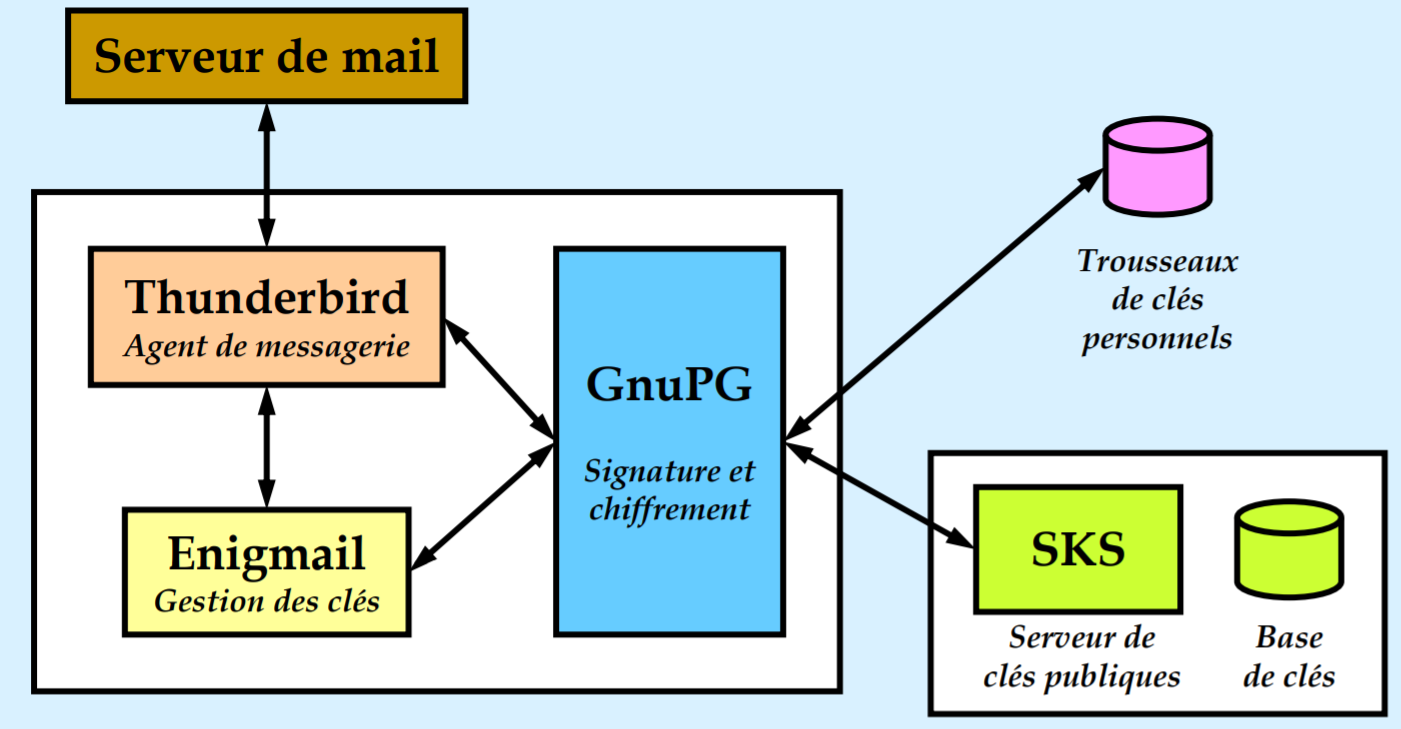 Serveur de mail
Thunderbird
Agent de messagerie
Enigmail
Gestion des clés
GnuPG
Signature et
chiffrement
Trousseaux
de clés
personnels
SKS
Serveur de
clés publiques
Base
de clés